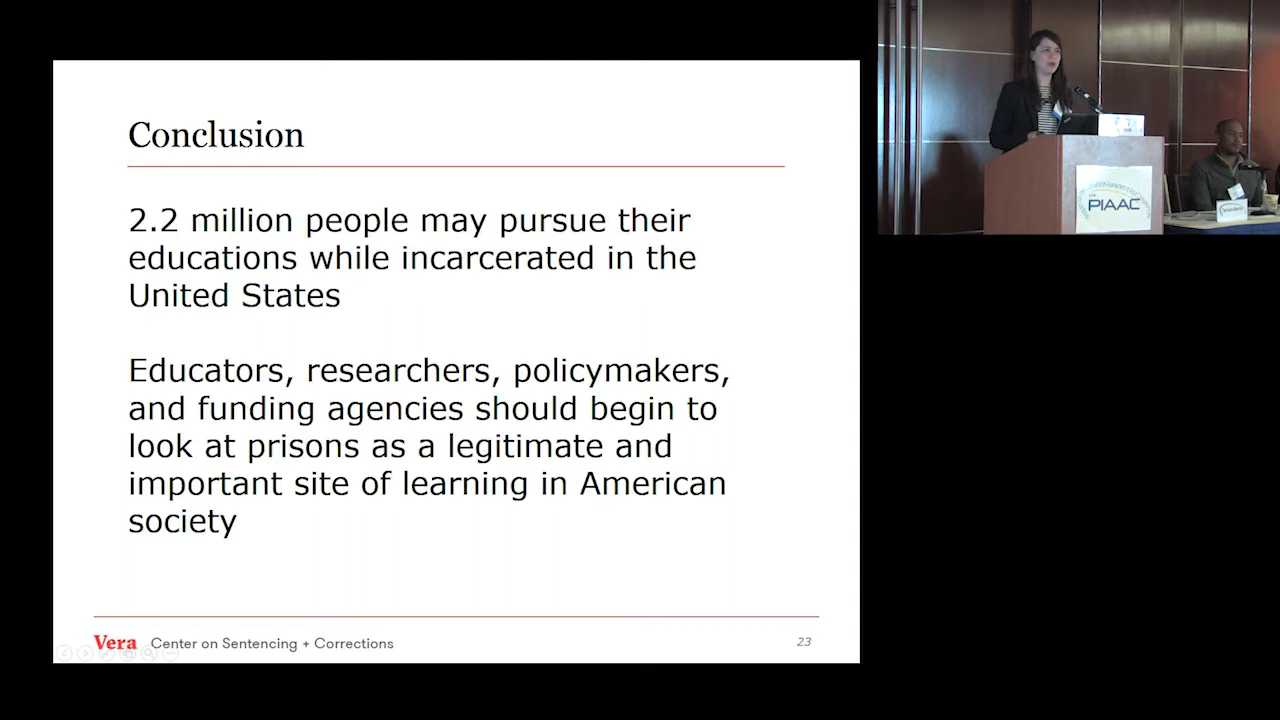 Conclusion
2.2 million people may pursue their
educations while incarcerated in the
United States
Educators, researchers, policymakers,
and funding agencies should begin to
look at prisons as a legitimate and
important site of learning in American
society
Vera Center on Sentencing + Corrections
23
PIAAC